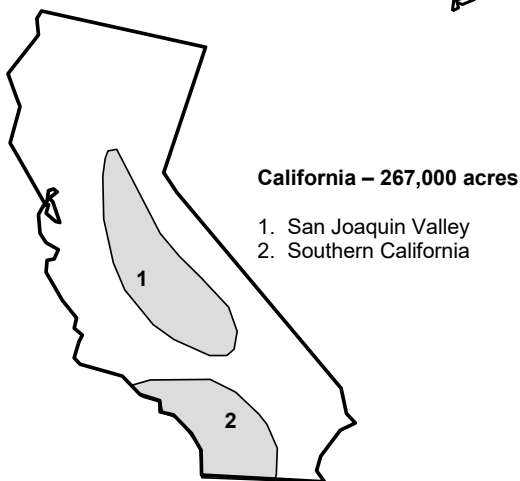 California – 267,000 acres
1. San Joaquin Valley
2. Southern California
1
2